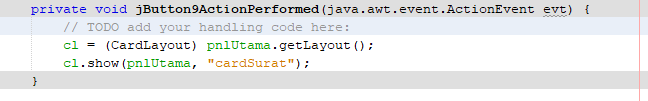 private void jButton9ActionPerformed(java.awt.event.ActionEvent evt) {
// TODO add your handling code here:
cl = (CardLayout) pnlUtama.getLayout();
cl.show(pnlUtama, "cardSurat");
}